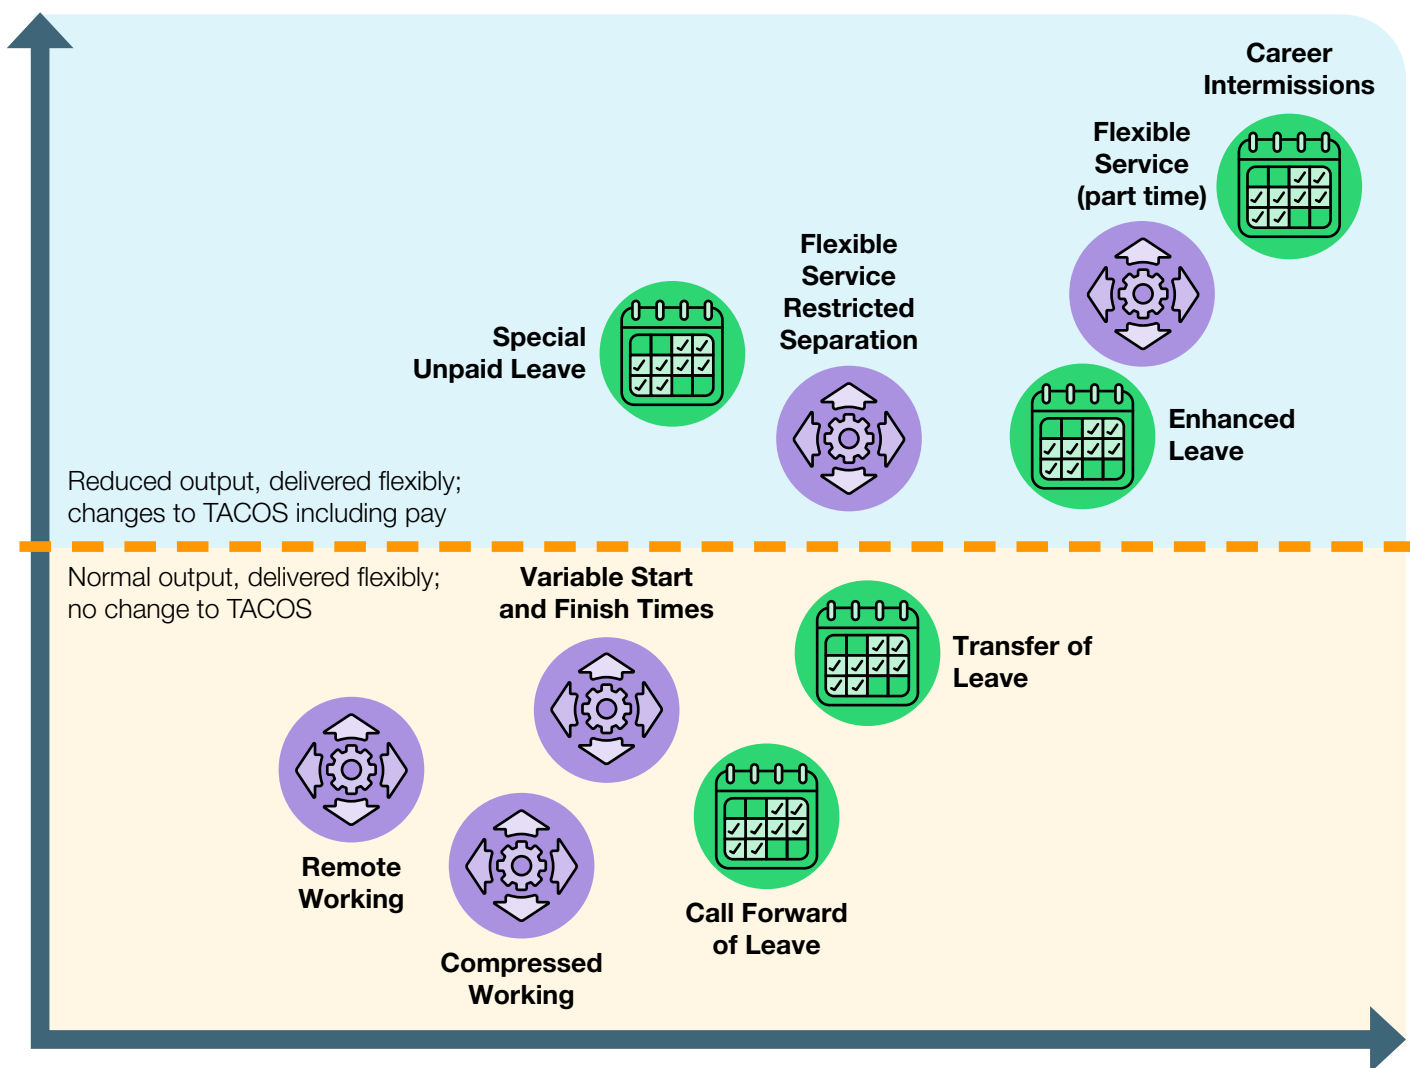 Career
Intermissions
Flexible
Service
(part time)
Flexible
Service
Restricted
Separation
Special
Unpaid Leave
Enhanced
Leave
Reduced output, delivered flexibly;
changes to TACOS including pay
Normal output, delivered flexibly;
no change to TACOS
Variable Start
and Finish Times
Transfer of
Leave
Remote
Working
Call Forward
of Leave
Compressed
Working